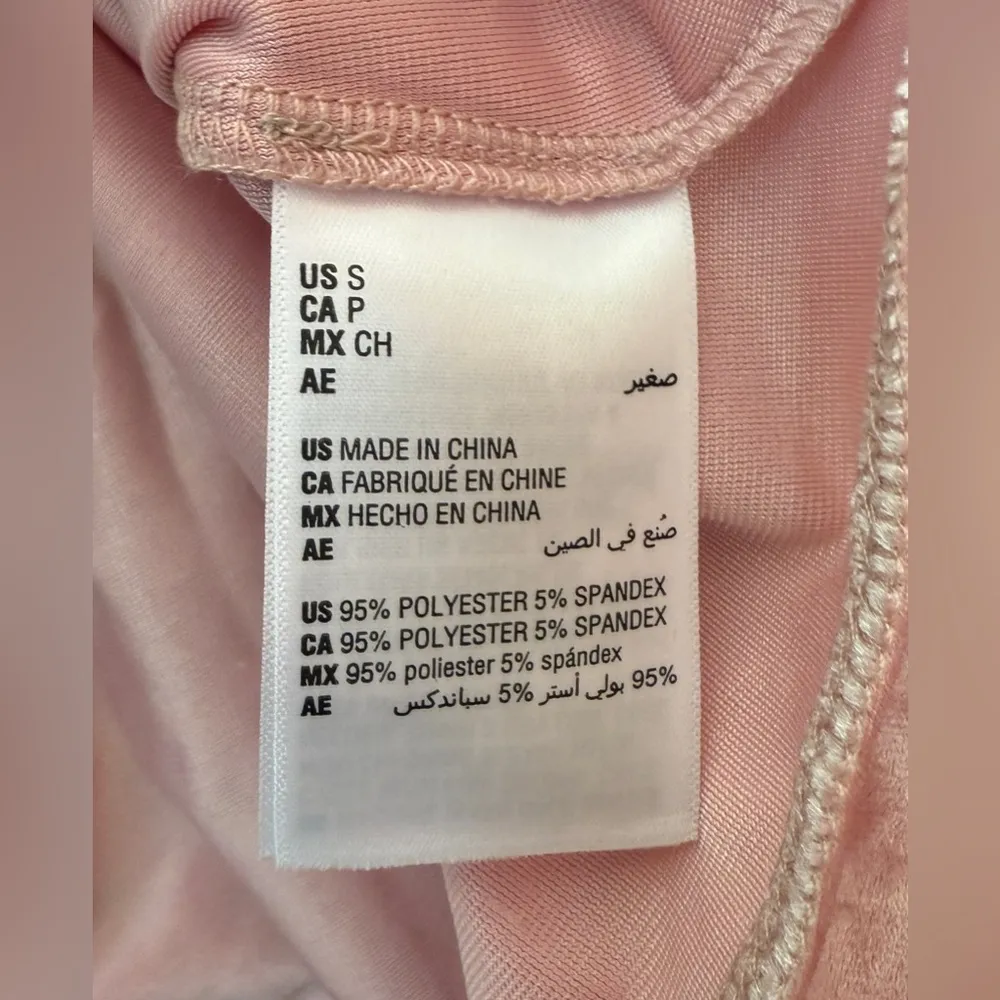 US S
CA P
MX CH
AE صغير
US MADE IN CHINA
CA FABRIQUÉ EN CHINE
MX HECHO EN CHINA
AE صُنع في الصين
US 95% POLYESTER 5% SPANDEX
CA 95% POLYESTER 5% SPANDEX
MX 95% poliester 5% spándex
AE 95% بولي أستر 5% سباندكس